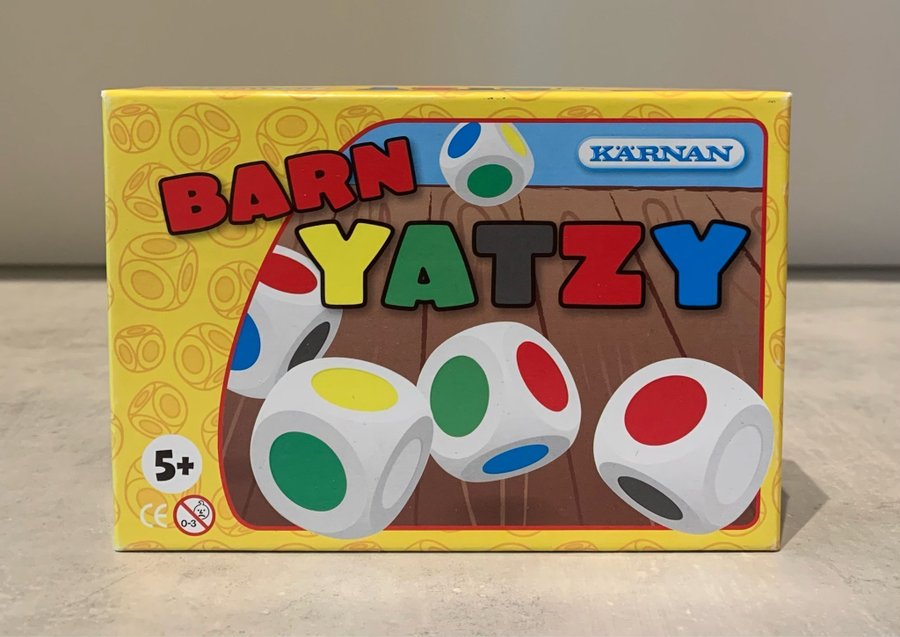 KÄRNAN
BARN
YATZY
5+
CE
0-3